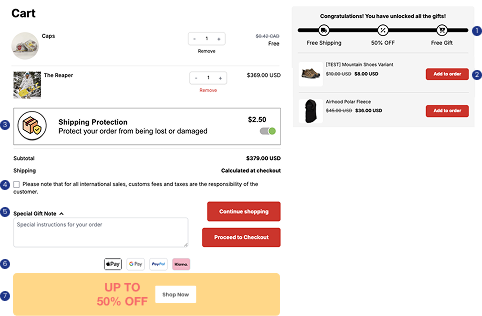 Cart
Caps
- 1 +
Remove
$0.42 CAD
Free
The Reaper
- 1 +
Remove
$369.00 USD
3
Shipping Protection
Protect your order from being lost or damaged
$2.50
Subtotal
$379.00 USD
Shipping
Calculated at checkout
4
Please note that for all international sales, customs fees and taxes are the responsibility of the
customer.
5
Special Gift Note
Special instructions for your order
Continue shopping
Proceed to Checkout
6
Pay
G Pay
PayPal
Klarna.
7
UP TO
50% OFF
Shop Now
Congratulations! You have unlocked all the gifts!
1
Free Shipping
50% OFF
Free Gift
[TEST] Mountain Shoes Variant
$10.00 USD $8.00 USD
Add to order
2
Airhood Polar Fleece
$45.00 USD $36.00 USD
Add to order